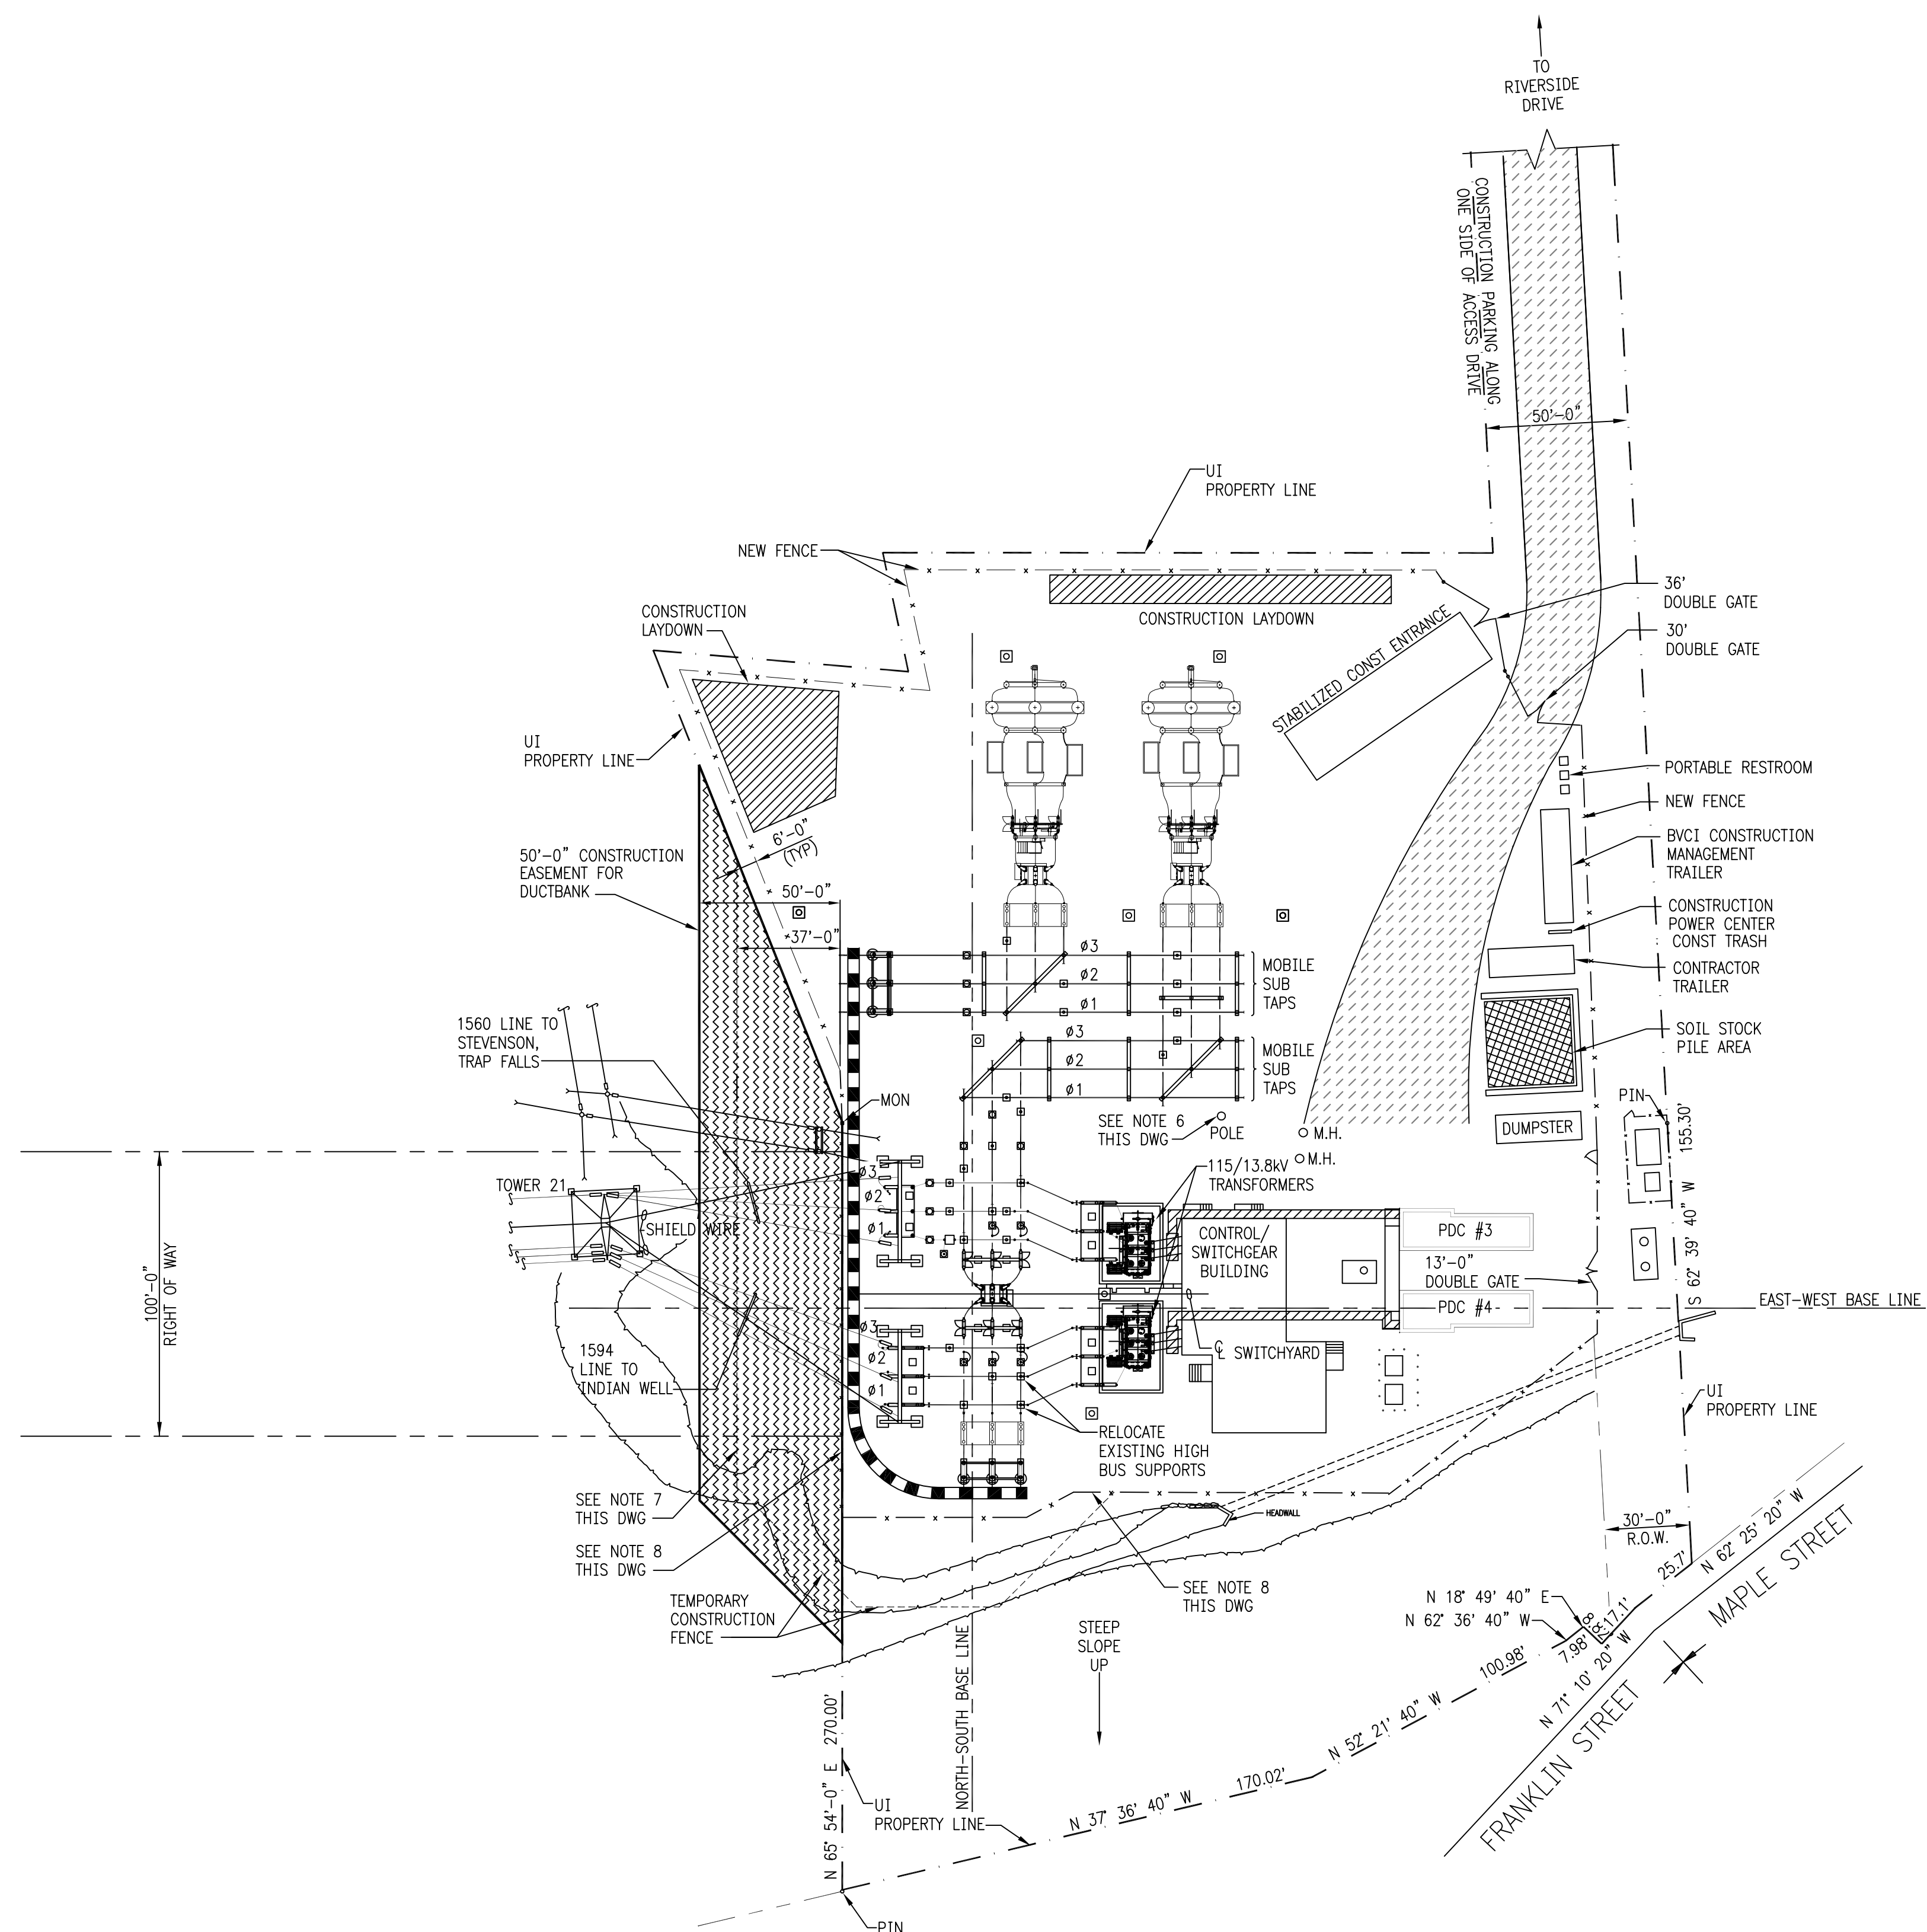 TO
RIVERSIDE
DRIVE
CONSTRUCTION PARKING ALONG
ONE SIDE OF ACCESS DRIVE
50'-0"
UI
PROPERTY LINE
NEW FENCE
36'
DOUBLE GATE
30'
DOUBLE GATE
CONSTRUCTION
LAYDOWN
CONSTRUCTION LAYDOWN
STABILIZED CONST ENTRANCE
UI
PROPERTY LINE
PORTABLE RESTROOM
NEW FENCE
BVCI CONSTRUCTION
MANAGEMENT
TRAILER
6'-0"
(TYP)
50'-0" CONSTRUCTION
EASEMENT FOR
DUCTBANK
50'-0"
37'-0"
CONSTRUCTION
POWER CENTER
CONST TRASH
CONTRACTOR
TRAILER
ø3
ø2
ø1
MOBILE
SUB
TAPS
1560 LINE TO
STEVENSON,
TRAP FALLS
ø3
ø2
ø1
MOBILE
SUB
TAPS
SOIL STOCK
PILE AREA
MON
PIN
SEE NOTE 6
THIS DWG
POLE
M.H.
M.H.
DUMPSTER
155.30'
S 62° 39' 40" W
115/13.8kV
TRANSFORMERS
TOWER 21
SHIELD WIRE
ø3
ø2
ø1
CONTROL/
SWITCHGEAR
BUILDING
PDC #3
13'-0"
DOUBLE GATE
PDC #4
EAST-WEST BASE LINE
100'-0"
RIGHT OF WAY
1594
LINE TO
INDIAN WELL
ø3
ø2
ø1
℄ SWITCHYARD
UI
PROPERTY LINE
RELOCATE
EXISTING HIGH
BUS SUPPORTS
SEE NOTE 7
THIS DWG
HEADWALL
30'-0"
R.O.W.
SEE NOTE 8
THIS DWG
SEE NOTE 8
THIS DWG
TEMPORARY
CONSTRUCTION
FENCE
STEEP
SLOPE
UP
25.7'
N 62° 25' 20" W
MAPLE STREET
N 18° 49' 40" E
N 62° 36' 40" W
17.1'
7.98'
N 71° 10' 20" W
FRANKLIN STREET
100.98'
N 52° 21' 40" W
170.02'
N 37° 36' 40" W
NORTH-SOUTH BASE LINE
N 65° 54'-0" E 270.00'
UI
PROPERTY LINE
PIN